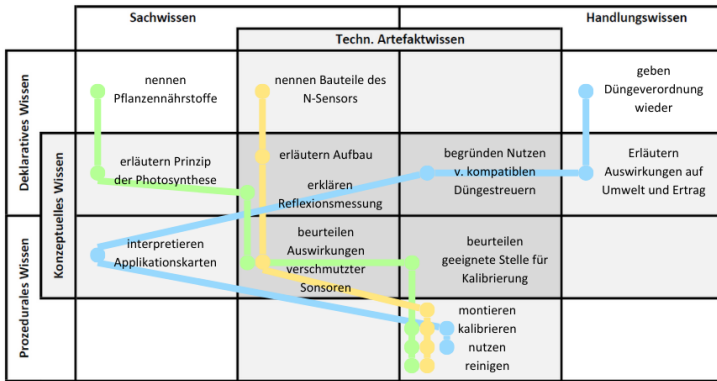 Sachwissen
Handlungswissen
Techn. Artefaktwissen
Deklaratives Wissen
Konzeptuelles Wissen
Prozedurales Wissen
nennen
Pflanzennährstoffe
nennen Bauteile des
N-Sensors
geben
Düngeverordnung
wieder
erläutern Prinzip
der Photosynthese
erläutern Aufbau
erklären
Reflexionsmessung
begründen Nutzen
v. kompatiblen
Düngestreuern
Erläutern
Auswirkungen auf
Umwelt und Ertrag
interpretieren
Applikationskarten
beurteilen
Auswirkungen
verschmutzter
Sonsoren
beurteilen
geeignete Stelle für
Kalibrierung
montieren
kalibrieren
nutzen
reinigen